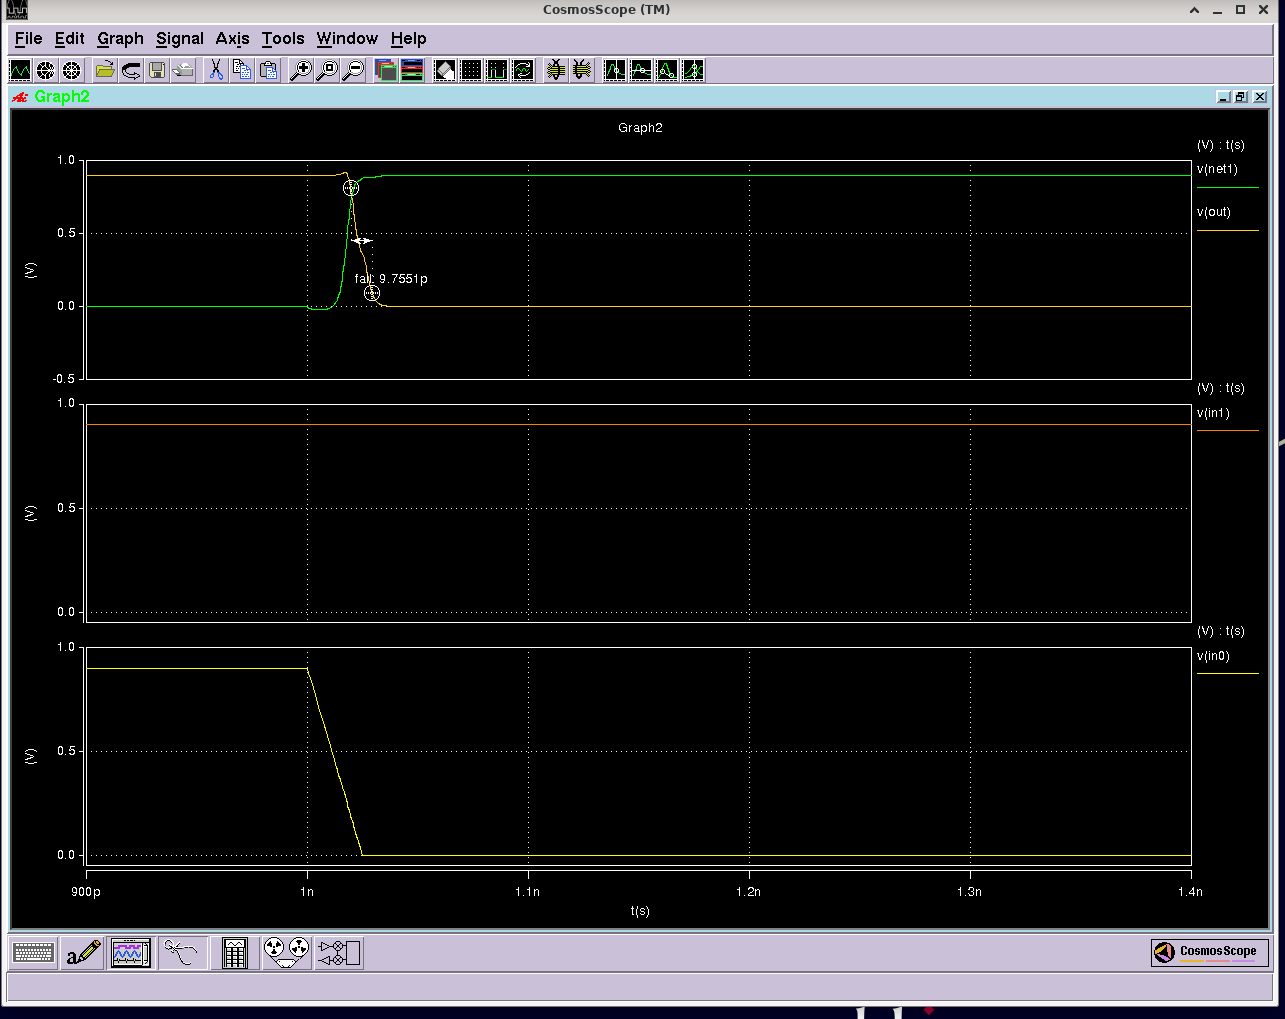 CosmosScope (TM)
File Edit Graph Signal Axis Tools Window Help
Graph2
Graph2
(V) : t(s)
v(net1)
v(out)
1.0
0.5
0.0
-0.5
(V)
fall: 9.7551p
(V) : t(s)
v(in1)
1.0
0.5
0.0
(V)
(V) : t(s)
v(in0)
1.0
0.5
0.0
(V)
900p 1n 1.1n 1.2n 1.3n 1.4n
t(s)
a
CosmosScope